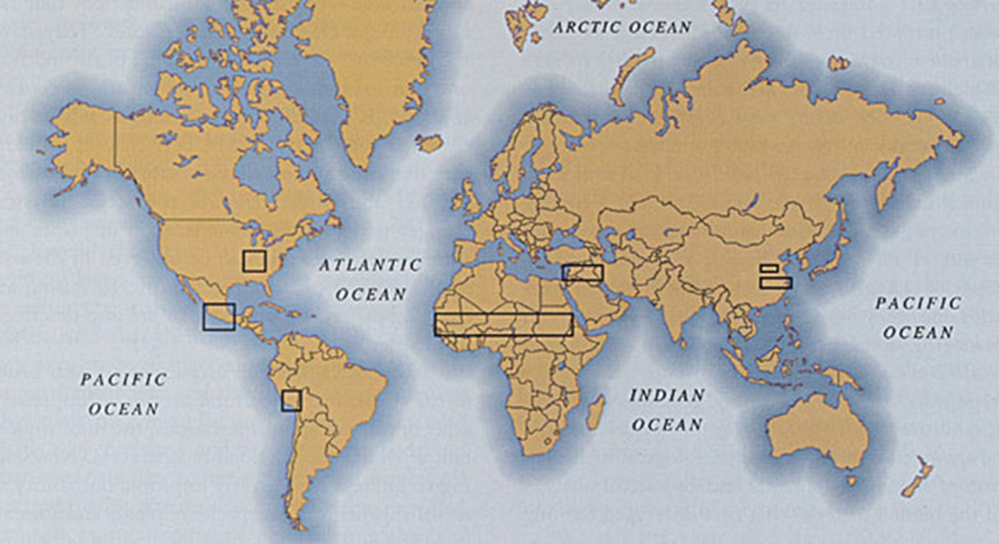 ARCTIC OCEAN
ATLANTIC
OCEAN
PACIFIC
OCEAN
PACIFIC
OCEAN
INDIAN
OCEAN